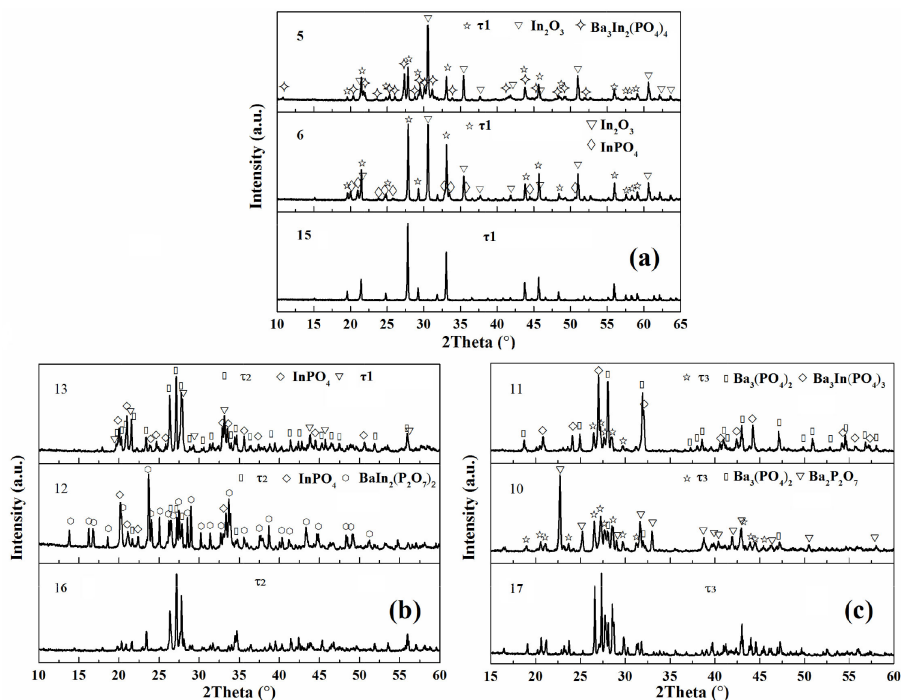 5 ☆ τ1 ▽ In₂O₃ ✧ Ba₃In₂(PO₄)₄
6 ☆ τ1 ▽ In₂O₃
◇ InPO₄
15 τ1 (a)
Intensity (a.u.)
10 15 20 25 30 35 40 45 50 55 60 65
2Theta (°)
13 ▯ τ2 ◇ InPO₄ ▽ τ1
12 ▯ τ2 ◇ InPO₄ ⬡ BaIn₂(P₂O₇)₂
16 τ2 (b)
Intensity (a.u.)
10 15 20 25 30 35 40 45 50 55 60
2Theta (°)
11 ☆ τ3 ▯ Ba₃(PO₄)₂ ◇ Ba₃In(PO₄)₃
10 ☆ τ3 ▯ Ba₃(PO₄)₂ ▽ Ba₂P₂O₇
17 τ3 (c)
Intensity (a.u.)
15 20 25 30 35 40 45 50 55 60
2Theta (°)